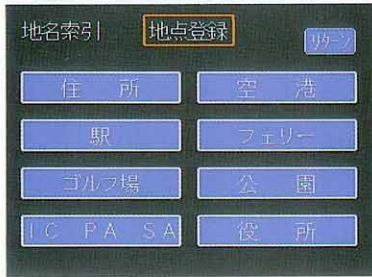 地名索引 地点登録 リターン
住所 空港
駅 フェリー
ゴルフ場 公園
IC PA SA 役所